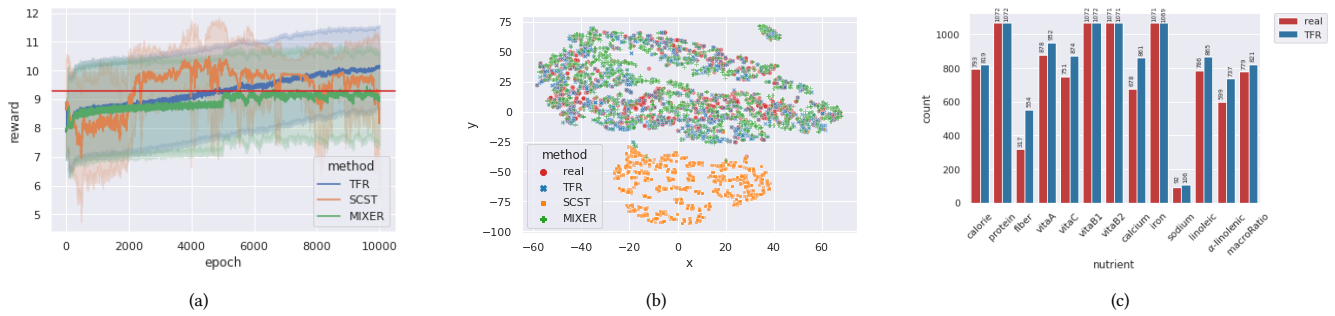 12
11
10
9
8
7
6
5
reward
0
2000
4000
6000
8000
10000
epoch
method
TFR
SCST
MIXER
(a)
75
50
25
0
−25
−50
−75
−100
y
−60
−40
−20
0
20
40
60
x
method
real
TFR
SCST
MIXER
(b)
1000
800
600
400
200
0
count
793
819
1072
1072
317
554
878
952
751
874
1072
1072
1071
1071
678
861
1071
1069
92
106
786
865
599
737
779
821
calorie
protein
fiber
vitaA
vitaC
vitaB1
vitaB2
calcium
iron
sodium
linoleic
α-linolenic
macroRatio
nutrient
real
TFR
(c)